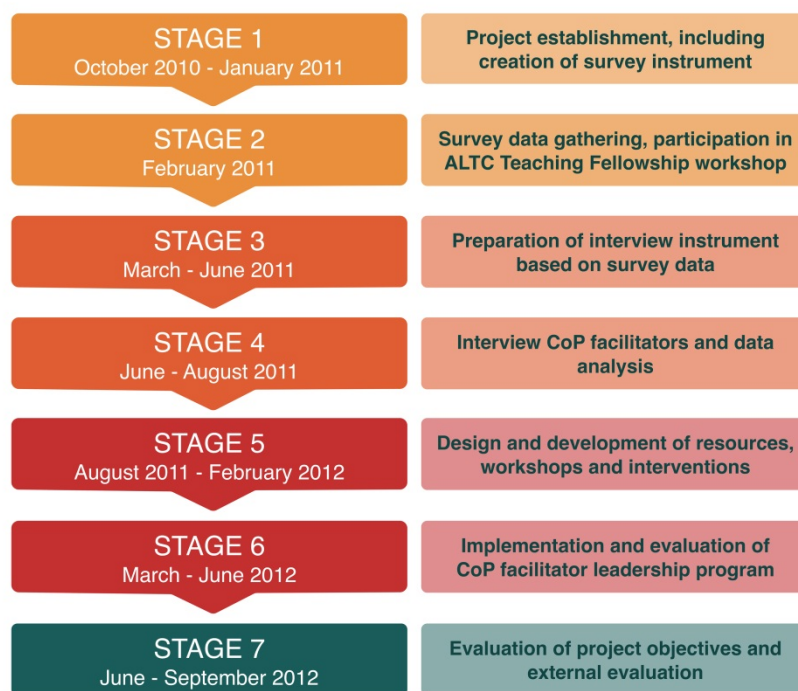 STAGE 1
October 2010 - January 2011
Project establishment, including
creation of survey instrument
STAGE 2
February 2011
Survey data gathering, participation in
ALTC Teaching Fellowship workshop
STAGE 3
March - June 2011
Preparation of interview instrument
based on survey data
STAGE 4
June - August 2011
Interview CoP facilitators and data
analysis
STAGE 5
August 2011 - February 2012
Design and development of resources,
workshops and interventions
STAGE 6
March - June 2012
Implementation and evaluation of
CoP facilitator leadership program
STAGE 7
June - September 2012
Evaluation of project objectives and
external evaluation